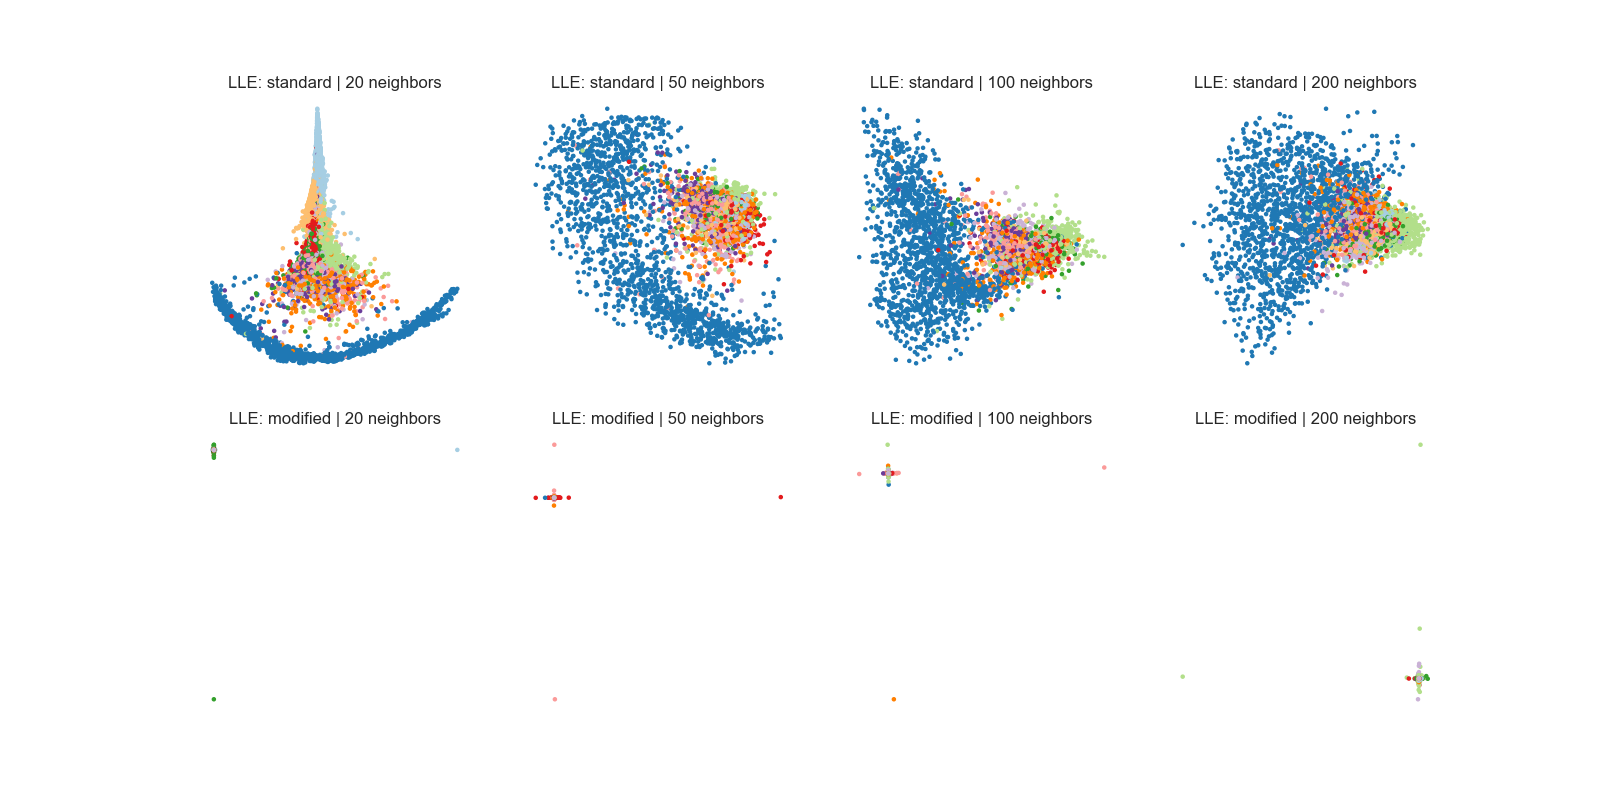 LLE: standard | 20 neighbors
LLE: standard | 50 neighbors
LLE: standard | 100 neighbors
LLE: standard | 200 neighbors
LLE: modified | 20 neighbors
LLE: modified | 50 neighbors
LLE: modified | 100 neighbors
LLE: modified | 200 neighbors